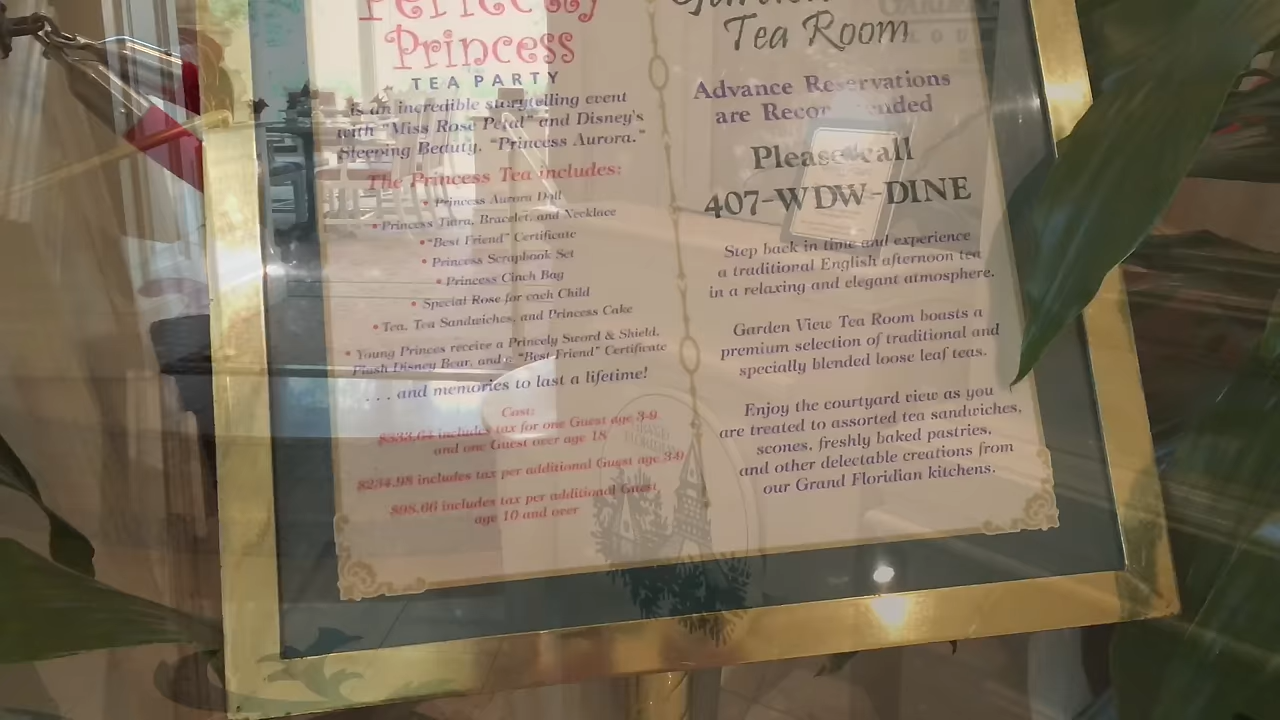 Perfectly
Princess
TEA PARTY
is an incredible storytelling event
with "Miss Rose Petal" and Disney's
Sleeping Beauty, "Princess Aurora."
The Princess Tea includes:
• Princess Aurora Doll
• Princess Tiara, Bracelet, and Necklace
• "Best Friend" Certificate
• Princess Scrapbook Set
• Princess Cinch Bag
• Special Rose for each Child
• Tea, Tea Sandwiches, and Princess Cake
• Young Princes receive a Princely Sword & Shield,
Plush Disney Bear, and a "Best Friend" Certificate
. . . and memories to last a lifetime!
Cost:
$333.64 includes tax for one Guest age 3-9
and one Guest over age 18
$234.98 includes tax per additional Guest age 3-9
$98.66 includes tax per additional Guest
age 10 and over
Garden
Tea Room
Advance Reservations
are Recommended
Please call
407-WDW-DINE
Step back in time and experience
a traditional English afternoon tea
in a relaxing and elegant atmosphere.
Garden View Tea Room boasts a
premium selection of traditional and
specially blended loose leaf teas.
Enjoy the courtyard view as you
are treated to assorted tea sandwiches,
scones, freshly baked pastries,
and other delectable creations from
our Grand Floridian kitchens.